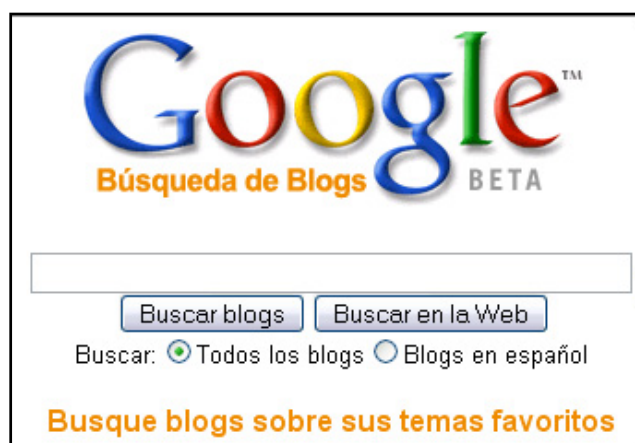 Google™
Búsqueda de Blogs BETA
Buscar blogs Buscar en la Web
Buscar: Todos los blogs Blogs en español
Busque blogs sobre sus temas favoritos